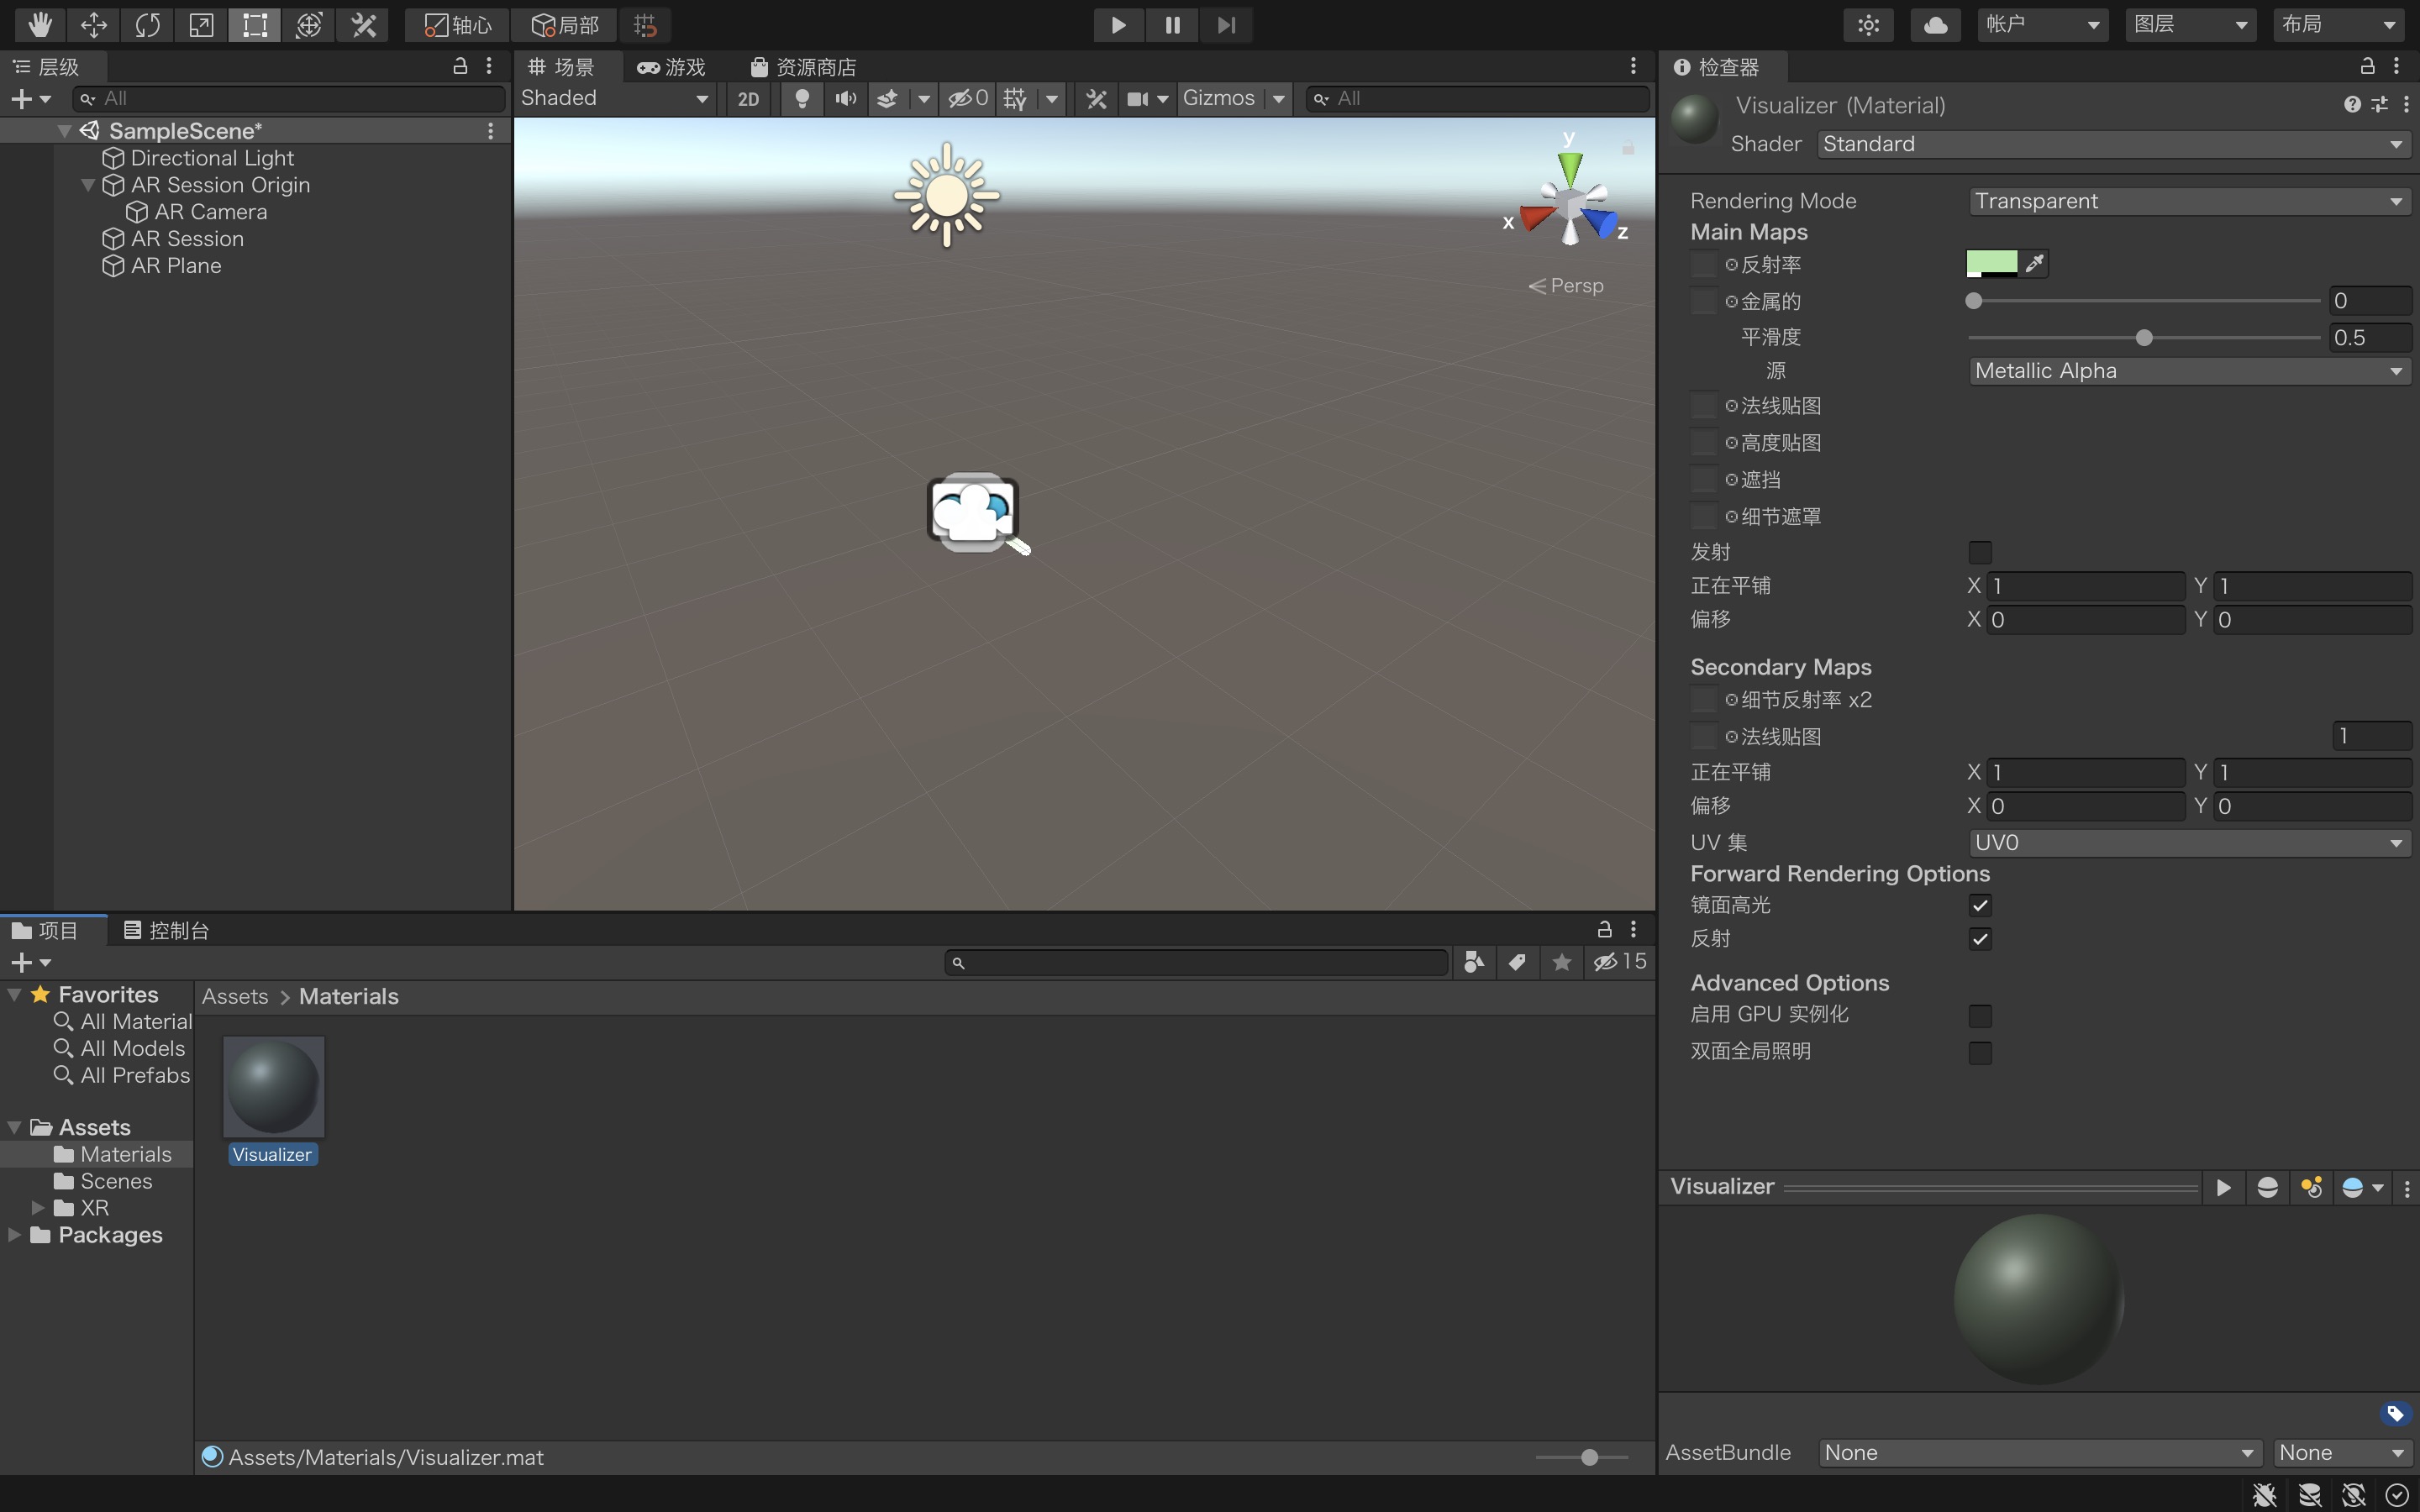 轴心 局部 帐户 图层 布局
层级
All
SampleScene*
Directional Light
AR Session Origin
AR Camera
AR Session
AR Plane
场景 游戏 资源商店
Shaded 2D 0 Gizmos All
y
x
z
Persp
检查器
Visualizer (Material)
Shader Standard
Rendering Mode Transparent
Main Maps
反射率
金属的 0
平滑度 0.5
源 Metallic Alpha
法线贴图
高度贴图
遮挡
细节遮罩
发射
正在平铺 X 1 Y 1
偏移 X 0 Y 0
Secondary Maps
细节反射率 x2
法线贴图 1
正在平铺 X 1 Y 1
偏移 X 0 Y 0
UV 集 UV0
Forward Rendering Options
镜面高光
反射
Advanced Options
启用 GPU 实例化
双面全局照明
项目 控制台
15
Favorites
All Material
All Models
All Prefabs
Assets
Materials
Scenes
XR
Packages
Assets > Materials
Visualizer
Assets/Materials/Visualizer.mat
Visualizer
AssetBundle None None